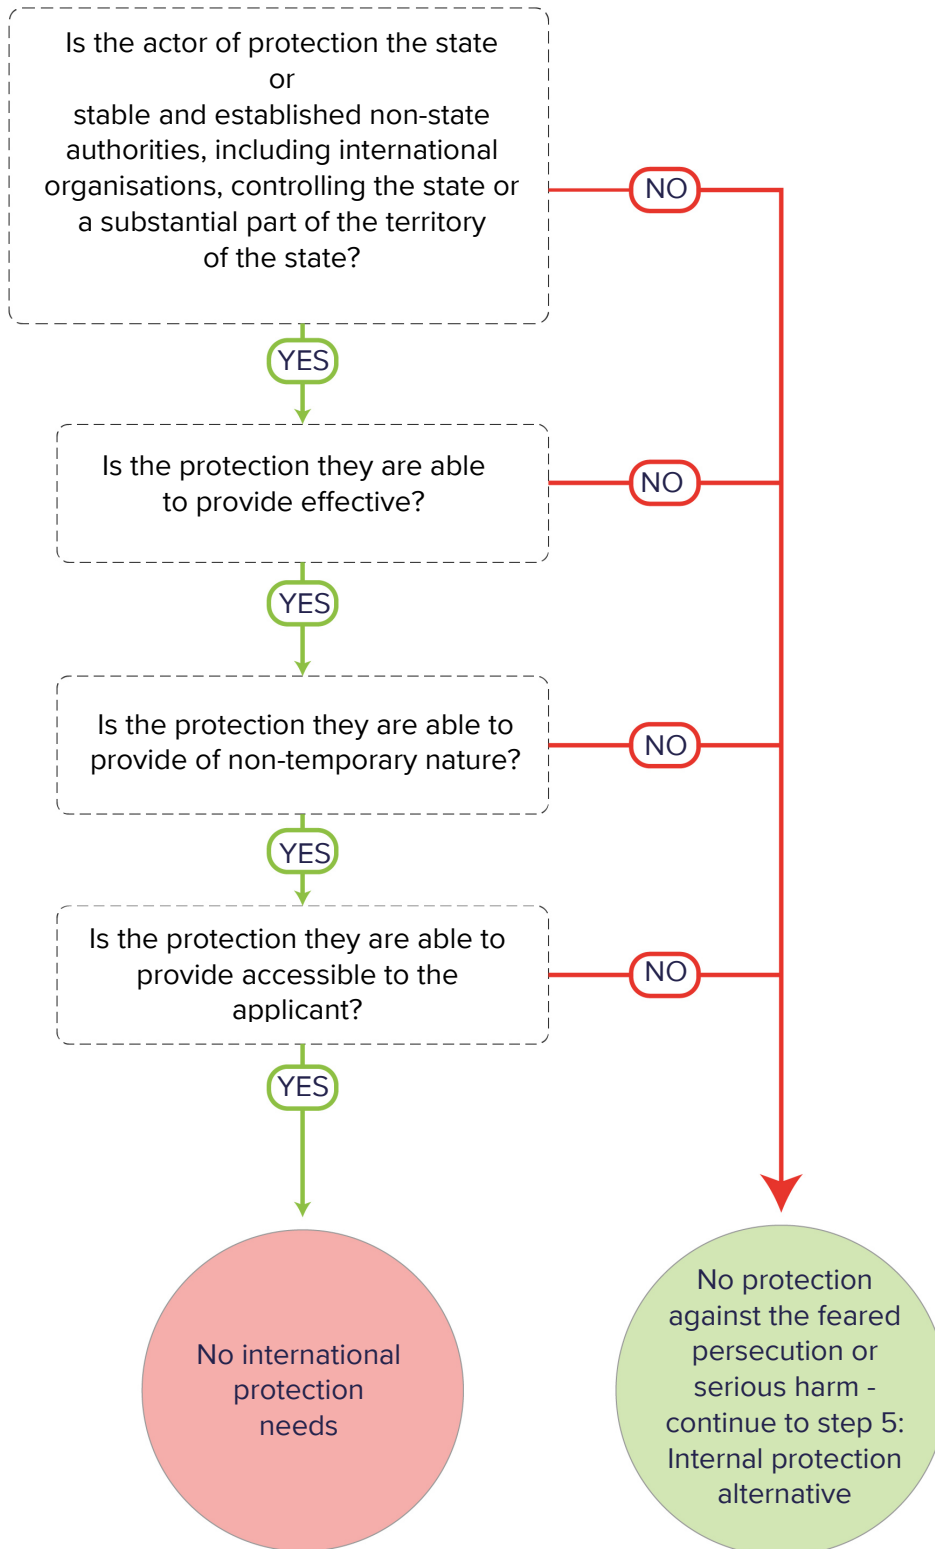 Is the actor of protection the state
or
stable and established non-state
authorities, including international
organisations, controlling the state or
a substantial part of the territory
of the state?
NO
YES
Is the protection they are able
to provide effective?
NO
YES
Is the protection they are able to
provide of non-temporary nature?
NO
YES
Is the protection they are able to
provide accessible to the
applicant?
NO
YES
No international
protection
needs
No protection
against the feared
persecution or
serious harm -
continue to step 5:
Internal protection
alternative